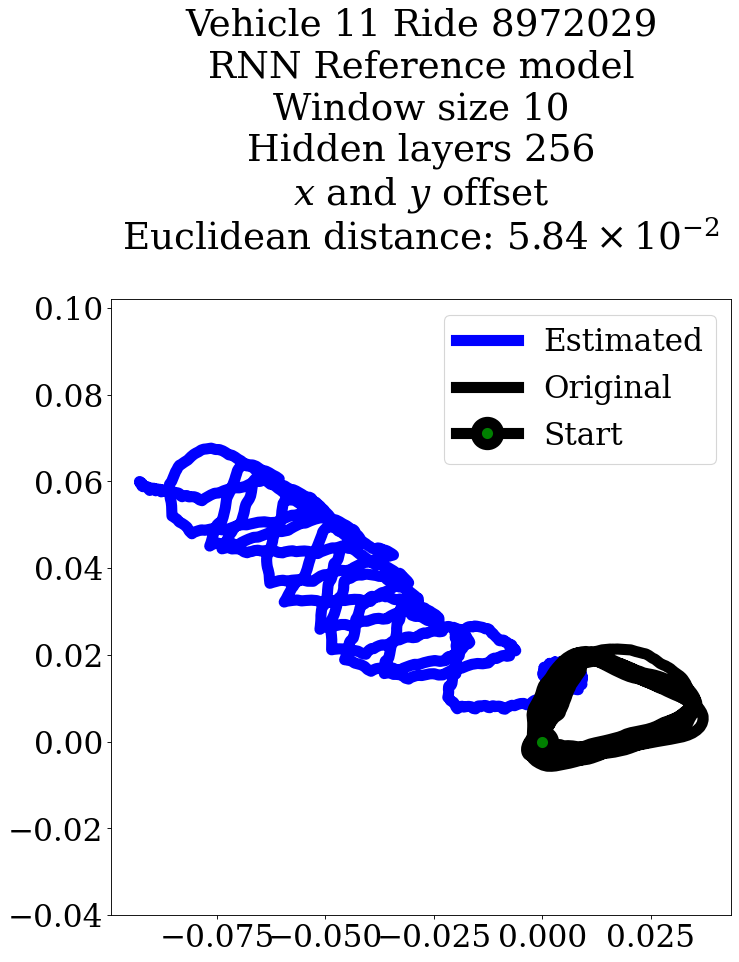 Vehicle 11 Ride 8972029
RNN Reference model
Window size 10
Hidden layers 256
x and y offset
Euclidean distance: 5.84 × 10⁻²
Estimated
Original
Start
0.10
0.08
0.06
0.04
0.02
0.00
−0.02
−0.04
−0.075 −0.050 −0.025 0.000 0.025